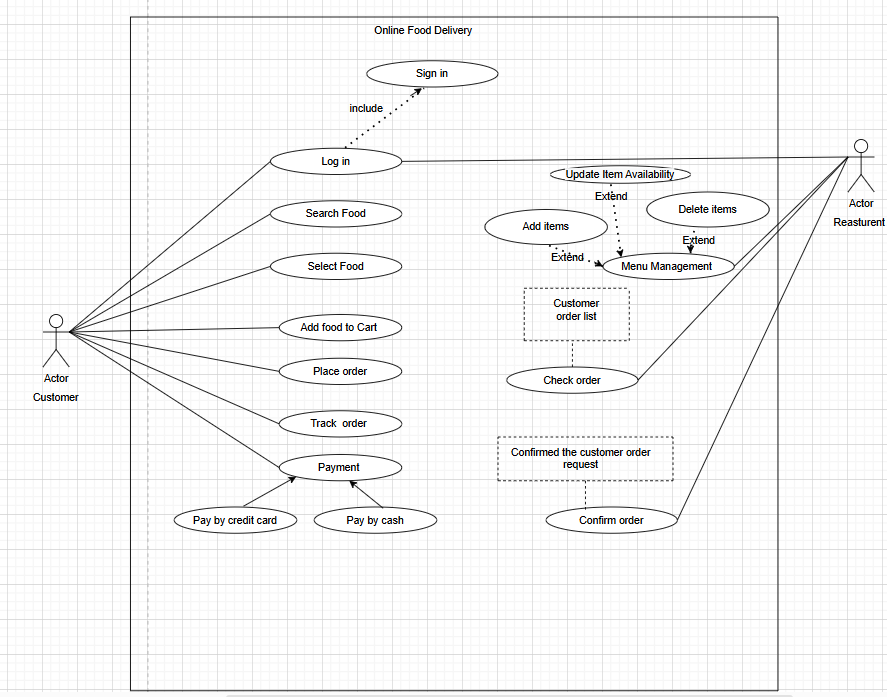 Online Food Delivery
Sign in
include
Log in
Update Item Availability
Extend
Search Food
Add items
Delete items
Extend
Extend
Select Food
Menu Management
Customer
order list
Add food to Cart
Place order
Check order
Track order
Confirmed the customer order
request
Payment
Pay by credit card
Pay by cash
Confirm order
Actor
Customer
Actor
Reasturent